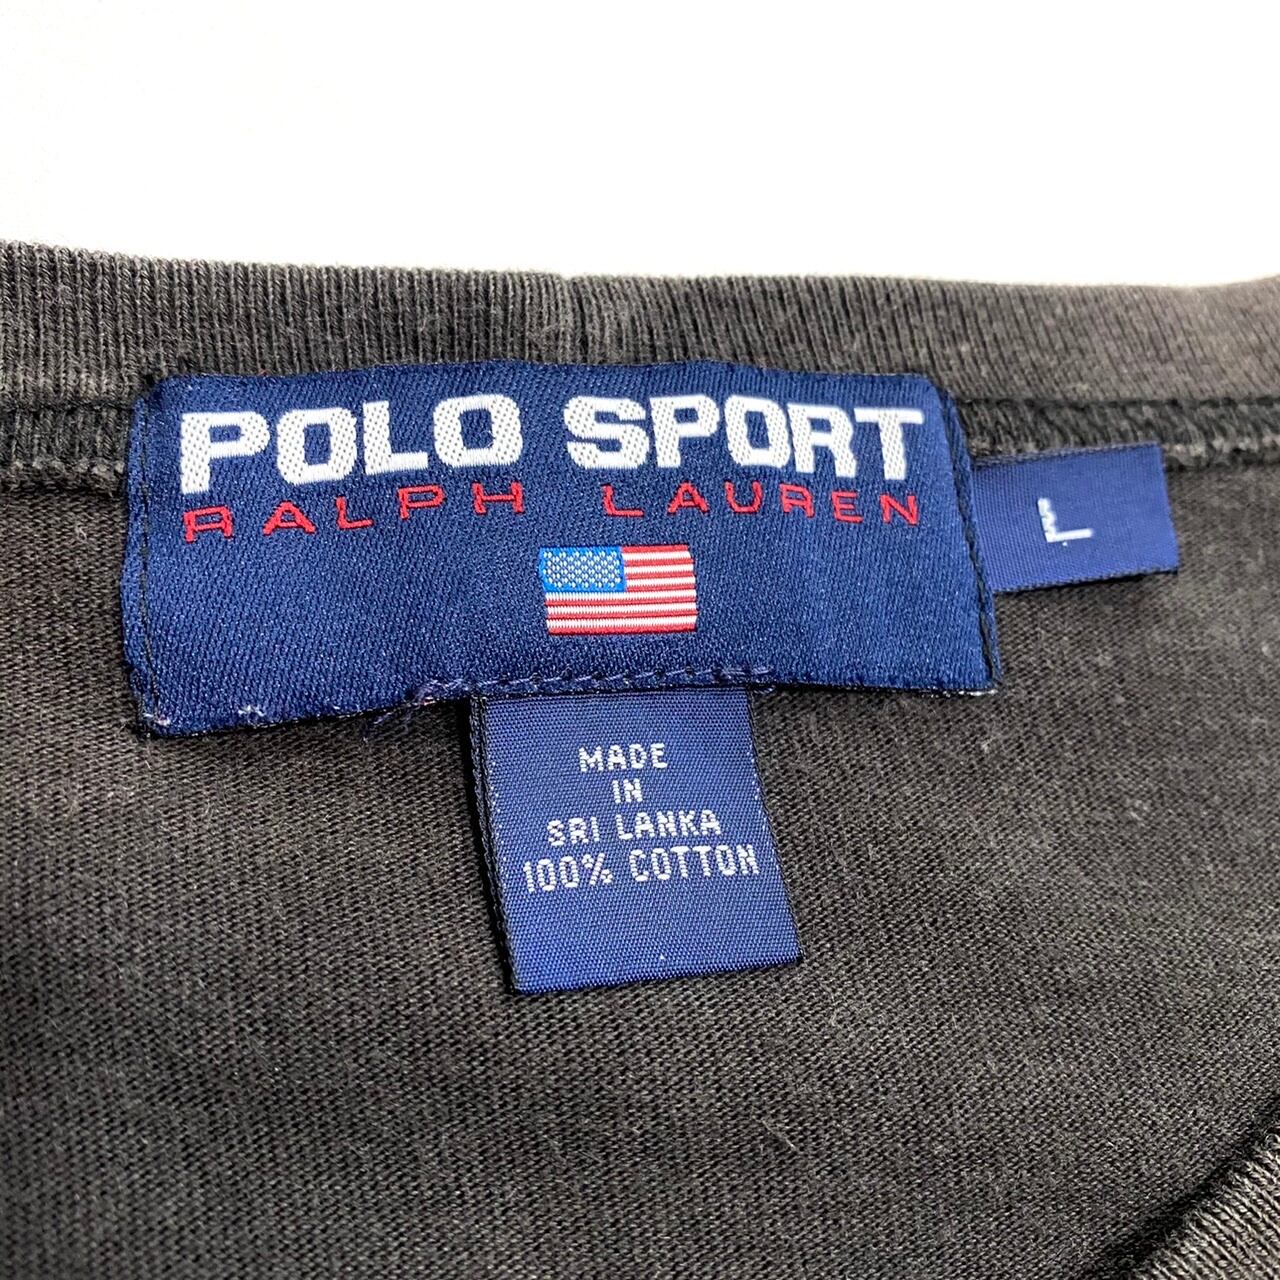 POLO SPORT
RALPH LAUREN
L
MADE
IN
SRI LANKA
100% COTTON